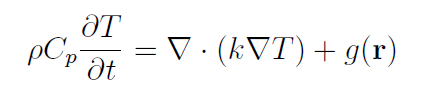 ρC_p ∂T/∂t = ∇ · (k∇T) + g(r)